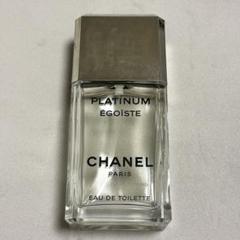 PLATINUM
ÉGOÏSTE
CHANEL
PARIS
EAU DE TOILETTE